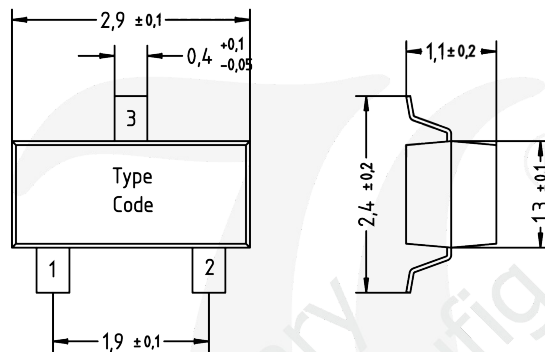 2,9 ±0,1
0,4 +0,1 -0,05
1,1±0,2
3
Type
Code
2,4 ±0,2
1,3 ±0,1
1
2
1,9 ±0,1